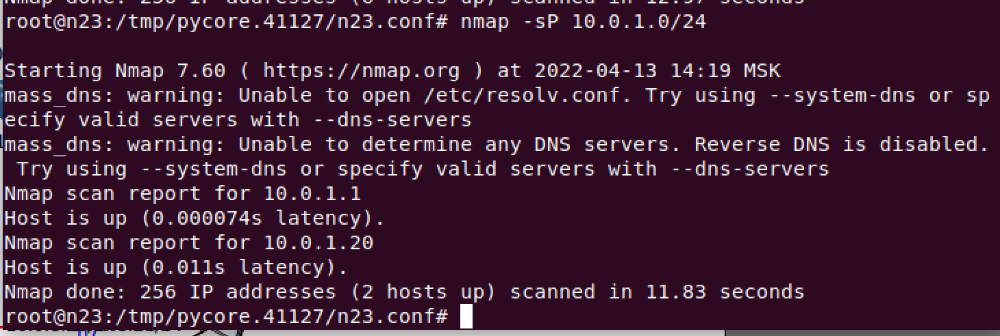 Nmap done: 256 IP addresses (0 hosts up) scanned in 12.97 seconds
root@n23:/tmp/pycore.41127/n23.conf# nmap -sP 10.0.1.0/24
Starting Nmap 7.60 ( https://nmap.org ) at 2022-04-13 14:19 MSK
mass_dns: warning: Unable to open /etc/resolv.conf. Try using --system-dns or sp
ecify valid servers with --dns-servers
mass_dns: warning: Unable to determine any DNS servers. Reverse DNS is disabled.
Try using --system-dns or specify valid servers with --dns-servers
Nmap scan report for 10.0.1.1
Host is up (0.000074s latency).
Nmap scan report for 10.0.1.20
Host is up (0.011s latency).
Nmap done: 256 IP addresses (2 hosts up) scanned in 11.83 seconds
root@n23:/tmp/pycore.41127/n23.conf#